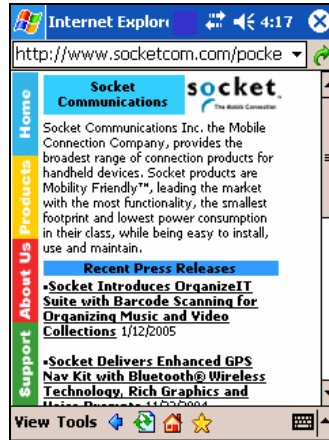 Internet Explor 4:17
http://www.socketcom.com/pocke
Home
Products
About Us
Support
Socket
Communications
socket
The Mobile Connection
Socket Communications Inc. the Mobile
Connection Company, provides the
broadest range of connection products for
handheld devices. Socket products are
Mobility Friendly™, leading the market
with the most functionality, the smallest
footprint and lowest power consumption
in their class, while being easy to install,
use and maintain.
Recent Press Releases
▪Socket Introduces OrganizeIT
Suite with Barcode Scanning for
Organizing Music and Video
Collections 1/12/2005
▪Socket Delivers Enhanced GPS
Nav Kit with Bluetooth® Wireless
Technology, Rich Graphics and
View Tools